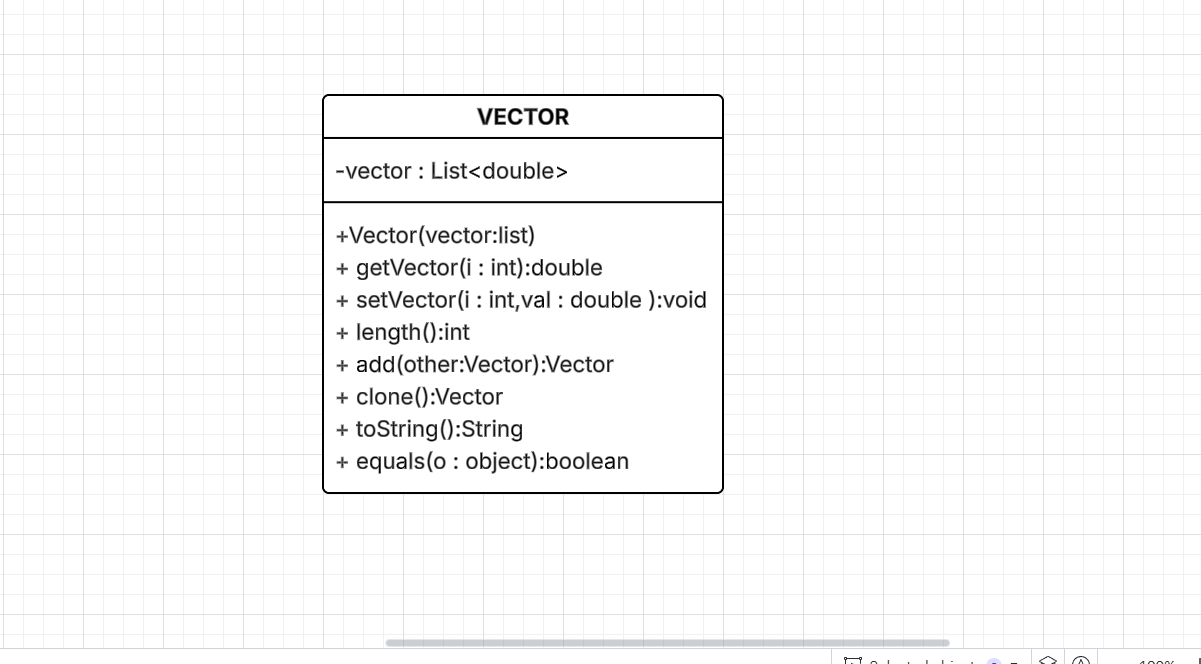 VECTOR
-vector : List<double>
+Vector(vector:list)
+ getVector(i : int):double
+ setVector(i : int,val : double ):void
+ length():int
+ add(other:Vector):Vector
+ clone():Vector
+ toString():String
+ equals(o : object):boolean